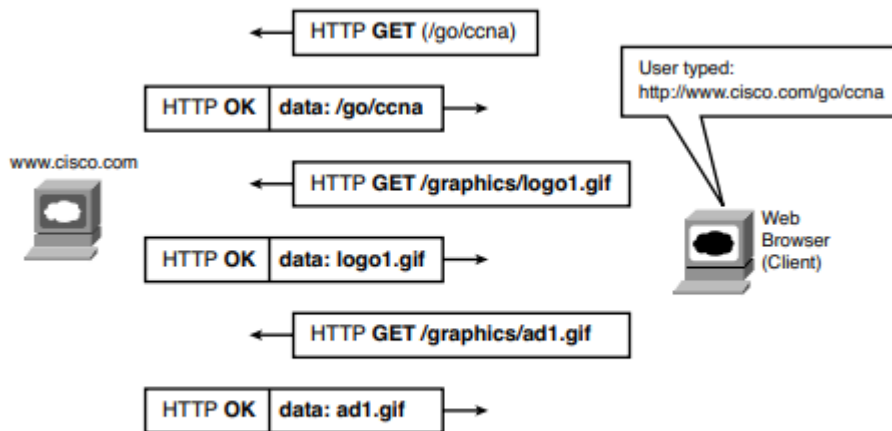 HTTP GET (/go/ccna)
User typed:
http://www.cisco.com/go/ccna
HTTP OK data: /go/ccna
www.cisco.com
HTTP GET /graphics/logo1.gif
Web
Browser
(Client)
HTTP OK data: logo1.gif
HTTP GET /graphics/ad1.gif
HTTP OK data: ad1.gif